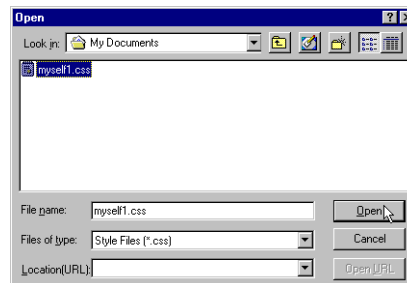 Open
Look in: My Documents
myself1.css
File name: myself1.css Open
Files of type: Style Files (*.css) Cancel
Location(URL): Open URL